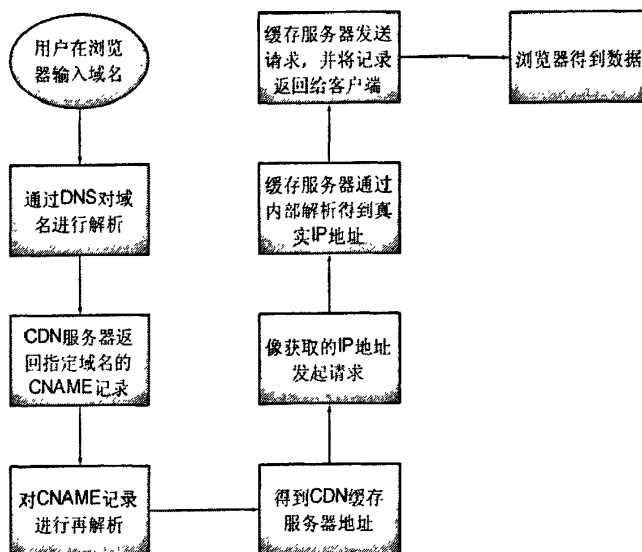 用户在浏览
器输入域名
通过DNS对域
名进行解析
CDN服务器返
回指定域名的
CNAME记录
对CNAME记录
进行再解析
得到CDN缓存
服务器地址
像获取的IP地址
发起请求
缓存服务器通过
内部解析得到真
实IP地址
缓存服务器发送
请求，并将记录
返回给客户端
浏览器得到数据